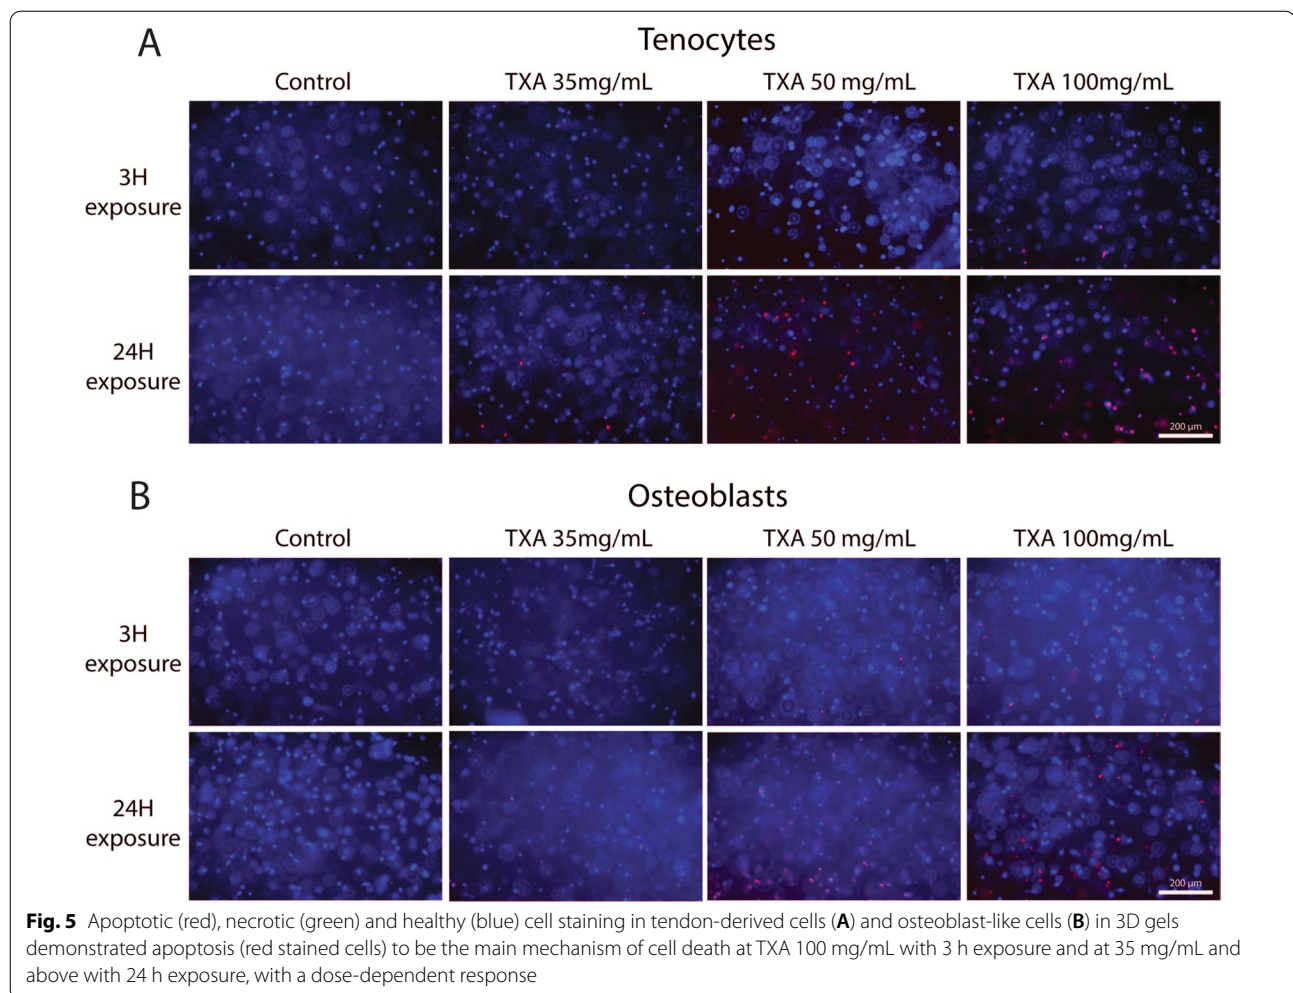 A
Tenocytes
Control
TXA 35mg/mL
TXA 50 mg/mL
TXA 100mg/mL
3H
exposure
24H
exposure
200 µm
B
Osteoblasts
Control
TXA 35mg/mL
TXA 50 mg/mL
TXA 100mg/mL
3H
exposure
24H
exposure
200 µm
Fig. 5 Apoptotic (red), necrotic (green) and healthy (blue) cell staining in tendon-derived cells (A) and osteoblast-like cells (B) in 3D gels
demonstrated apoptosis (red stained cells) to be the main mechanism of cell death at TXA 100 mg/mL with 3 h exposure and at 35 mg/mL and
above with 24 h exposure, with a dose-dependent response